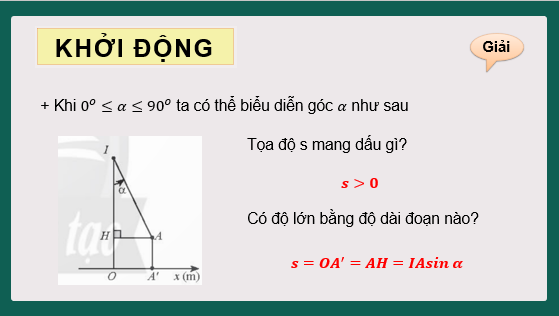 KHỞI ĐỘNG
Giải
+ Khi 0° ≤ α ≤ 90° ta có thể biểu diễn góc α như sau
Tọa độ s mang dấu gì?
s > 0
Có độ lớn bằng độ dài đoạn nào?
s = OA′ = AH = IAsin α
I
α
H
A
tạo
O
A'
x (m)